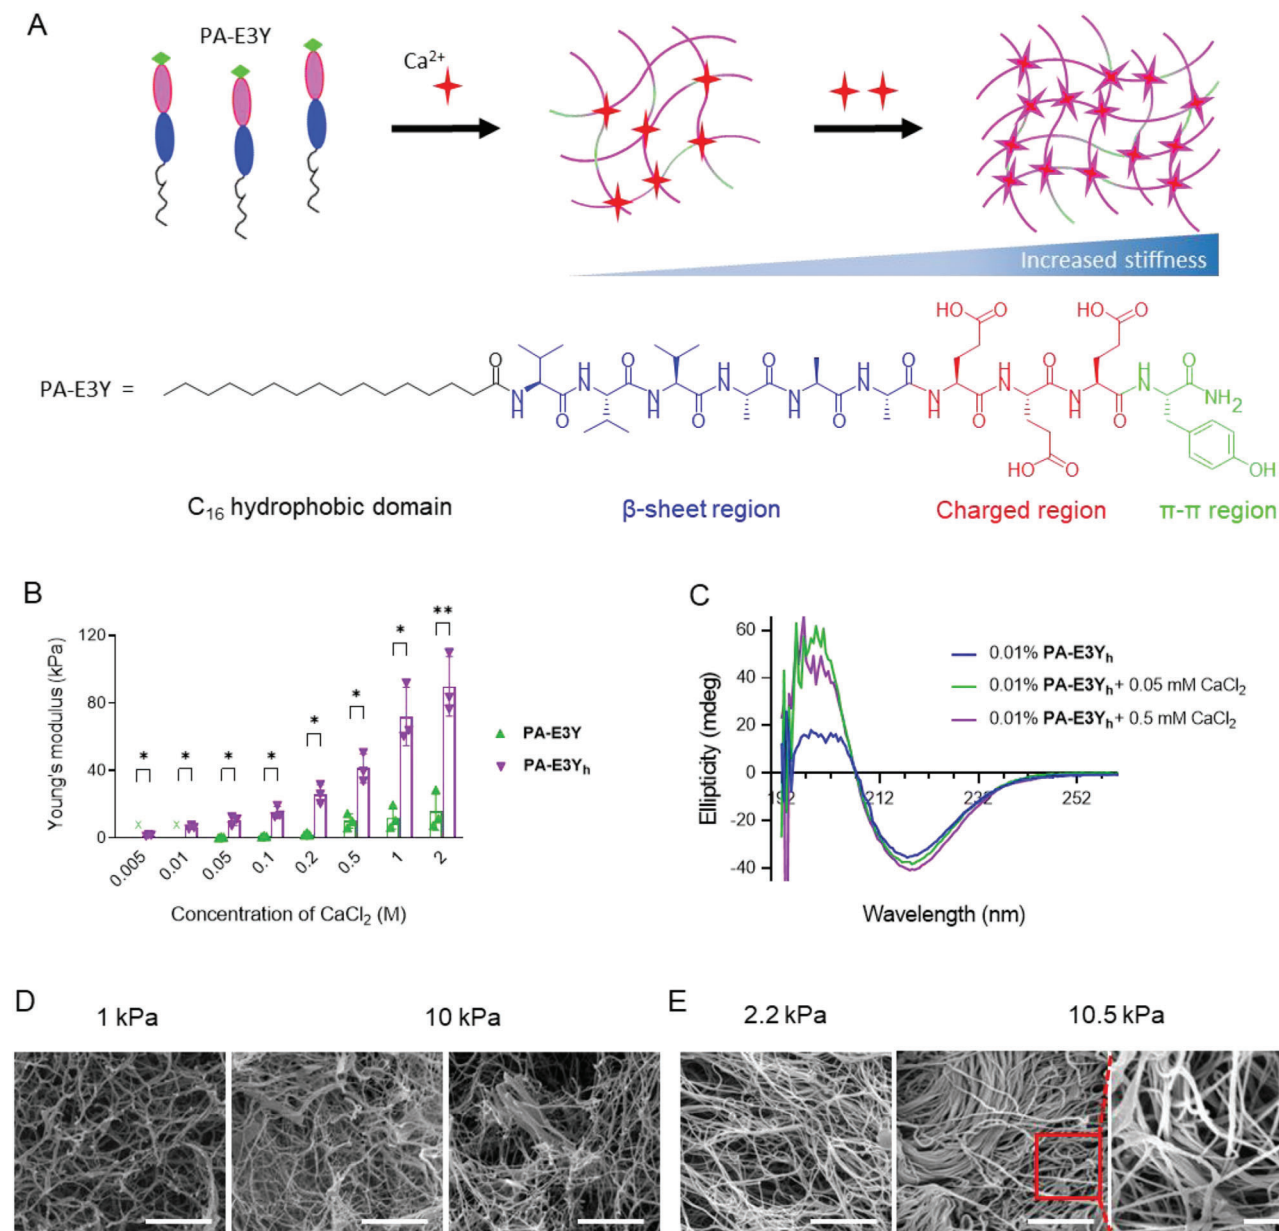 A
PA-E3Y
Ca²⁺
Increased stiffness
HO O HO O
O O O O O O
H N H N H N H N H N
PA-E3Y =
N H N H N H N H N H NH₂
O O O O O
HO O OH
C₁₆ hydrophobic domain β-sheet region Charged region π-π region
B
Young's modulus (kPa)
120
80
40
0
* * * * * * * **
x x
0.005 0.01 0.05 0.1 0.2 0.5 1 2
Concentration of CaCl₂ (M)
PA-E3Y
PA-E3Yₕ
C
Ellipticity (mdeg)
60
40
20
0
-20
-40
192 212 232 252
Wavelength (nm)
0.01% PA-E3Yₕ
0.01% PA-E3Yₕ + 0.05 mM CaCl₂
0.01% PA-E3Yₕ + 0.5 mM CaCl₂
D
1 kPa 10 kPa
E
2.2 kPa 10.5 kPa